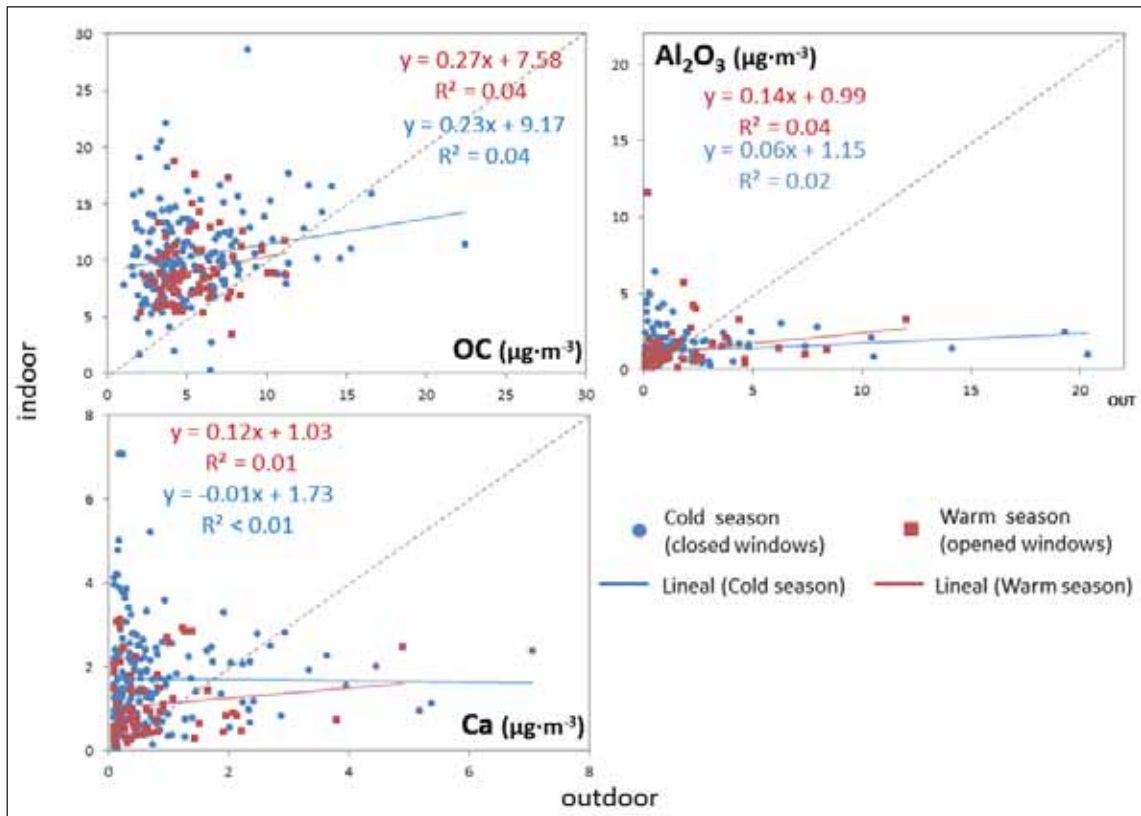 30
25
20
15
10
5
0
y = 0.27x + 7.58
R² = 0.04
y = 0.23x + 9.17
R² = 0.04
OC (µg·m⁻³)
0 5 10 15 20 25 30
Al₂O₃ (µg·m⁻³)
20
15
10
5
0
y = 0.14x + 0.99
R² = 0.04
y = 0.06x + 1.15
R² = 0.02
0 5 10 15 20 OUT
indoor
8
6
4
2
0
y = 0.12x + 1.03
R² = 0.01
y = -0.01x + 1.73
R² < 0.01
Ca (µg·m⁻³)
0 2 4 6 8
outdoor
Cold season
(closed windows)
Warm season
(opened windows)
Lineal (Cold season)
Lineal (Warm season)